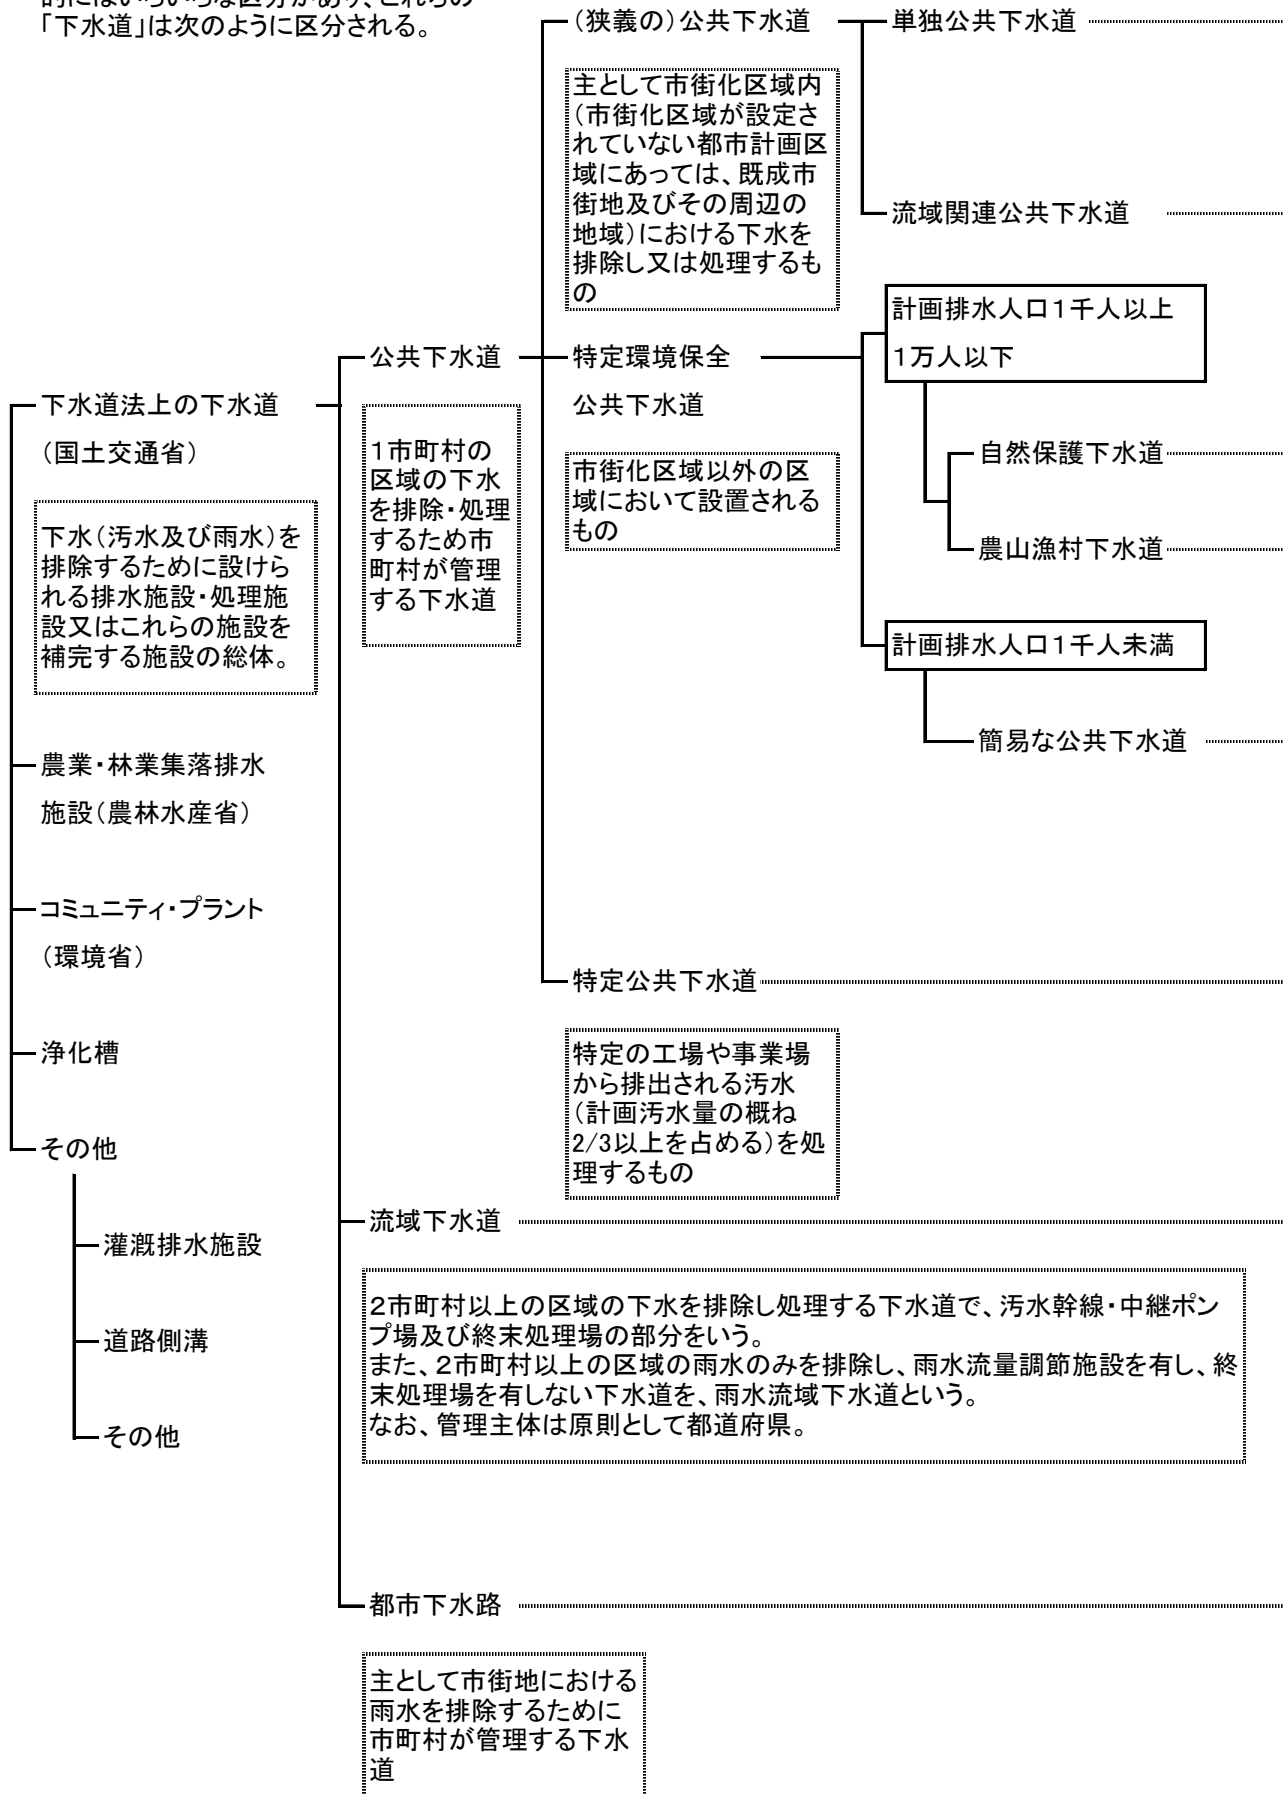 「下水道」は次のように区分される。
(狭義の)公共下水道
単独公共下水道
主として市街化区域内
(市街化区域が設定さ
れていない都市計画区
域にあっては、既成市
街地及びその周辺の
地域)における下水を
排除し又は処理するも
の
流域関連公共下水道
計画排水人口1千人以上
1万人以下
公共下水道
特定環境保全
公共下水道
下水道法上の下水道
(国土交通省)
1市町村の
区域の下水
を排除・処理
するため市
町村が管理
する下水道
市街化区域以外の区
域において設置される
もの
自然保護下水道
農山漁村下水道
下水(汚水及び雨水)を
排除するために設けら
れる排水施設・処理施
設又はこれらの施設を
補完する施設の総体。
計画排水人口1千人未満
簡易な公共下水道
農業・林業集落排水
施設(農林水産省)
コミュニティ・プラント
(環境省)
特定公共下水道
浄化槽
特定の工場や事業場
から排出される汚水
(計画汚水量の概ね
2/3以上を占める)を処
理するもの
その他
流域下水道
灌漑排水施設
道路側溝
その他
2市町村以上の区域の下水を排除し処理する下水道で、汚水幹線・中継ポン
プ場及び終末処理場の部分をいう。
また、2市町村以上の区域の雨水のみを排除し、雨水流量調節施設を有し、終
末処理場を有しない下水道を、雨水流域下水道という。
なお、管理主体は原則として都道府県。
都市下水路
主として市街地における
雨水を排除するために
市町村が管理する下水
道